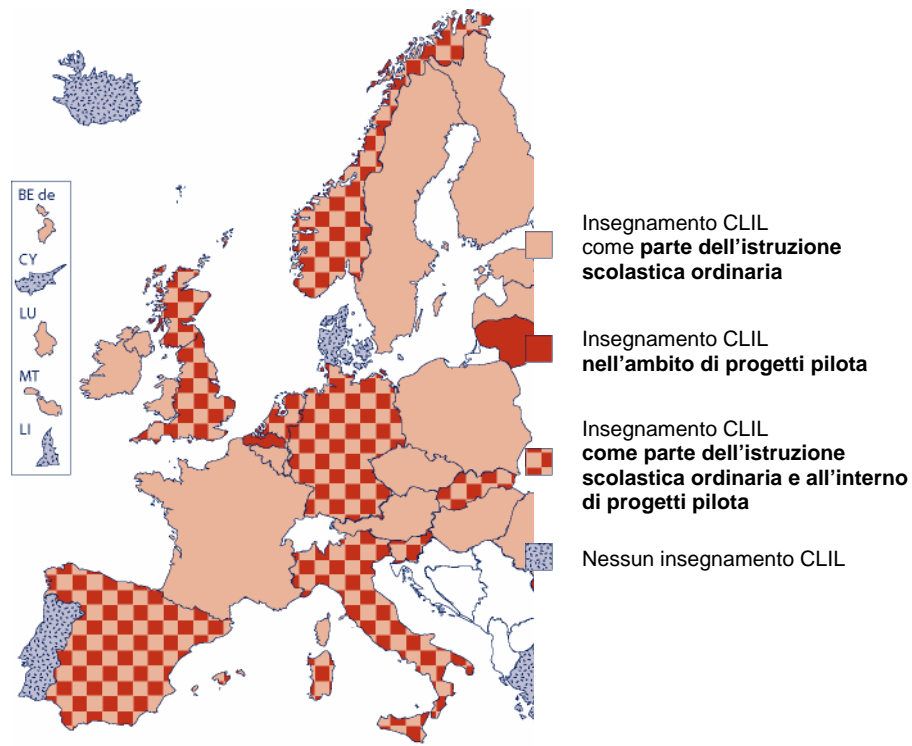 BE de
CY
LU
MT
LI
Insegnamento CLIL
come parte dell'istruzione
scolastica ordinaria
Insegnamento CLIL
nell'ambito di progetti pilota
Insegnamento CLIL
come parte dell'istruzione
scolastica ordinaria e all'interno
di progetti pilota
Nessun insegnamento CLIL